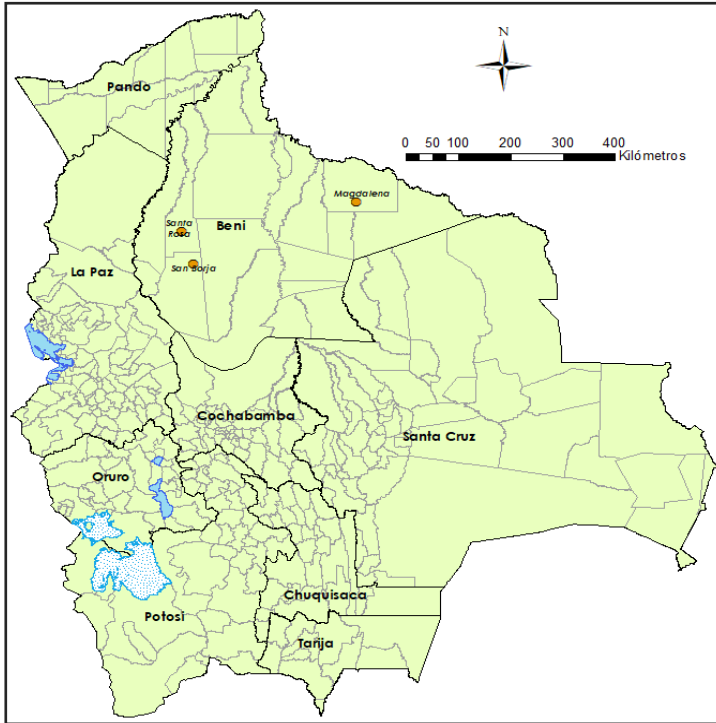 N
Pando
0 50 100 200 300 400
Kilómetros
Magdalena
Santa
Rosa
Beni
San Borja
La Paz
Cochabamba
Santa Cruz
Oruro
Chuquisaca
Potosi
Tarija